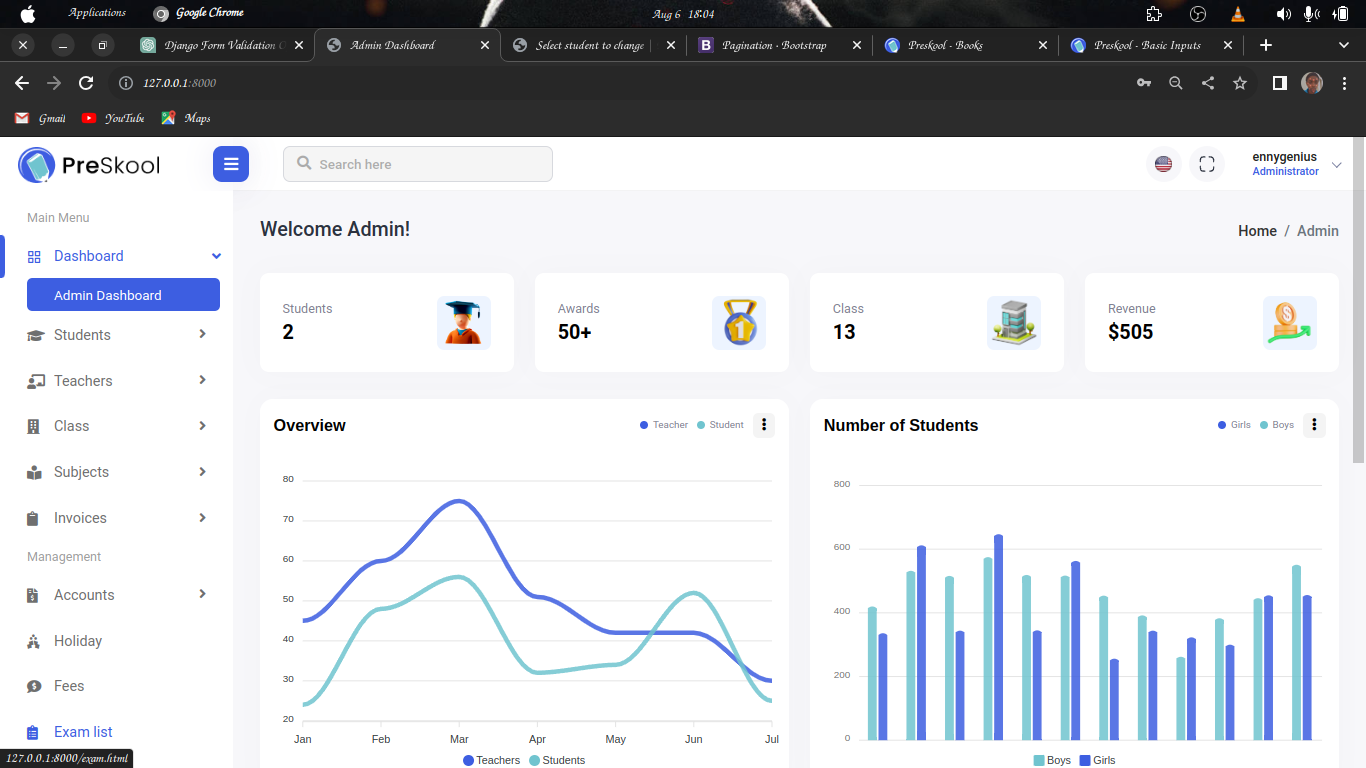 Applications Google Chrome Aug 6 18:04
Django Form Validation Admin Dashboard Select student to change Pagination · Bootstrap Preskool - Books Preskool - Basic Inputs
127.0.0.1:8000
Gmail YouTube Maps
PreSkool Search here ennygenius
Administrator
Main Menu
Dashboard
Admin Dashboard
Students
Teachers
Class
Subjects
Invoices
Management
Accounts
Holiday
Fees
Exam list
127.0.0.1:8000/exam.html
Welcome Admin! Home / Admin
Students
2
Awards
50+
Class
13
Revenue
$505
Overview Teacher Student
80
70
60
50
40
30
20
Jan Feb Mar Apr May Jun Jul
Teachers Students
Number of Students Girls Boys
800
600
400
200
0
Boys Girls